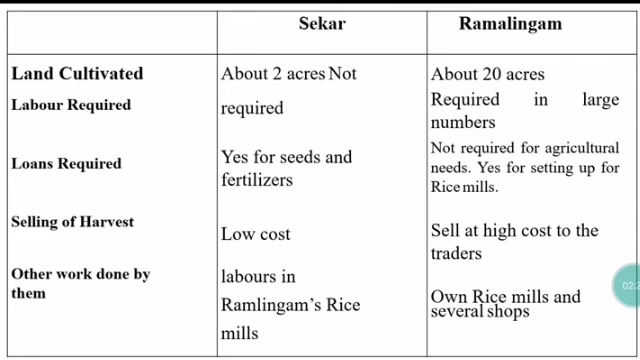 Sekar Ramalingam
Land Cultivated About 2 acres Not About 20 acres
Labour Required required Required in large
numbers
Loans Required Yes for seeds and Not required for agricultural
fertilizers needs. Yes for setting up for
Rice mills.
Selling of Harvest Low cost Sell at high cost to the
traders
Other work done by labours in Own Rice mills and
them Ramlingam's Rice several shops
mills
02:2